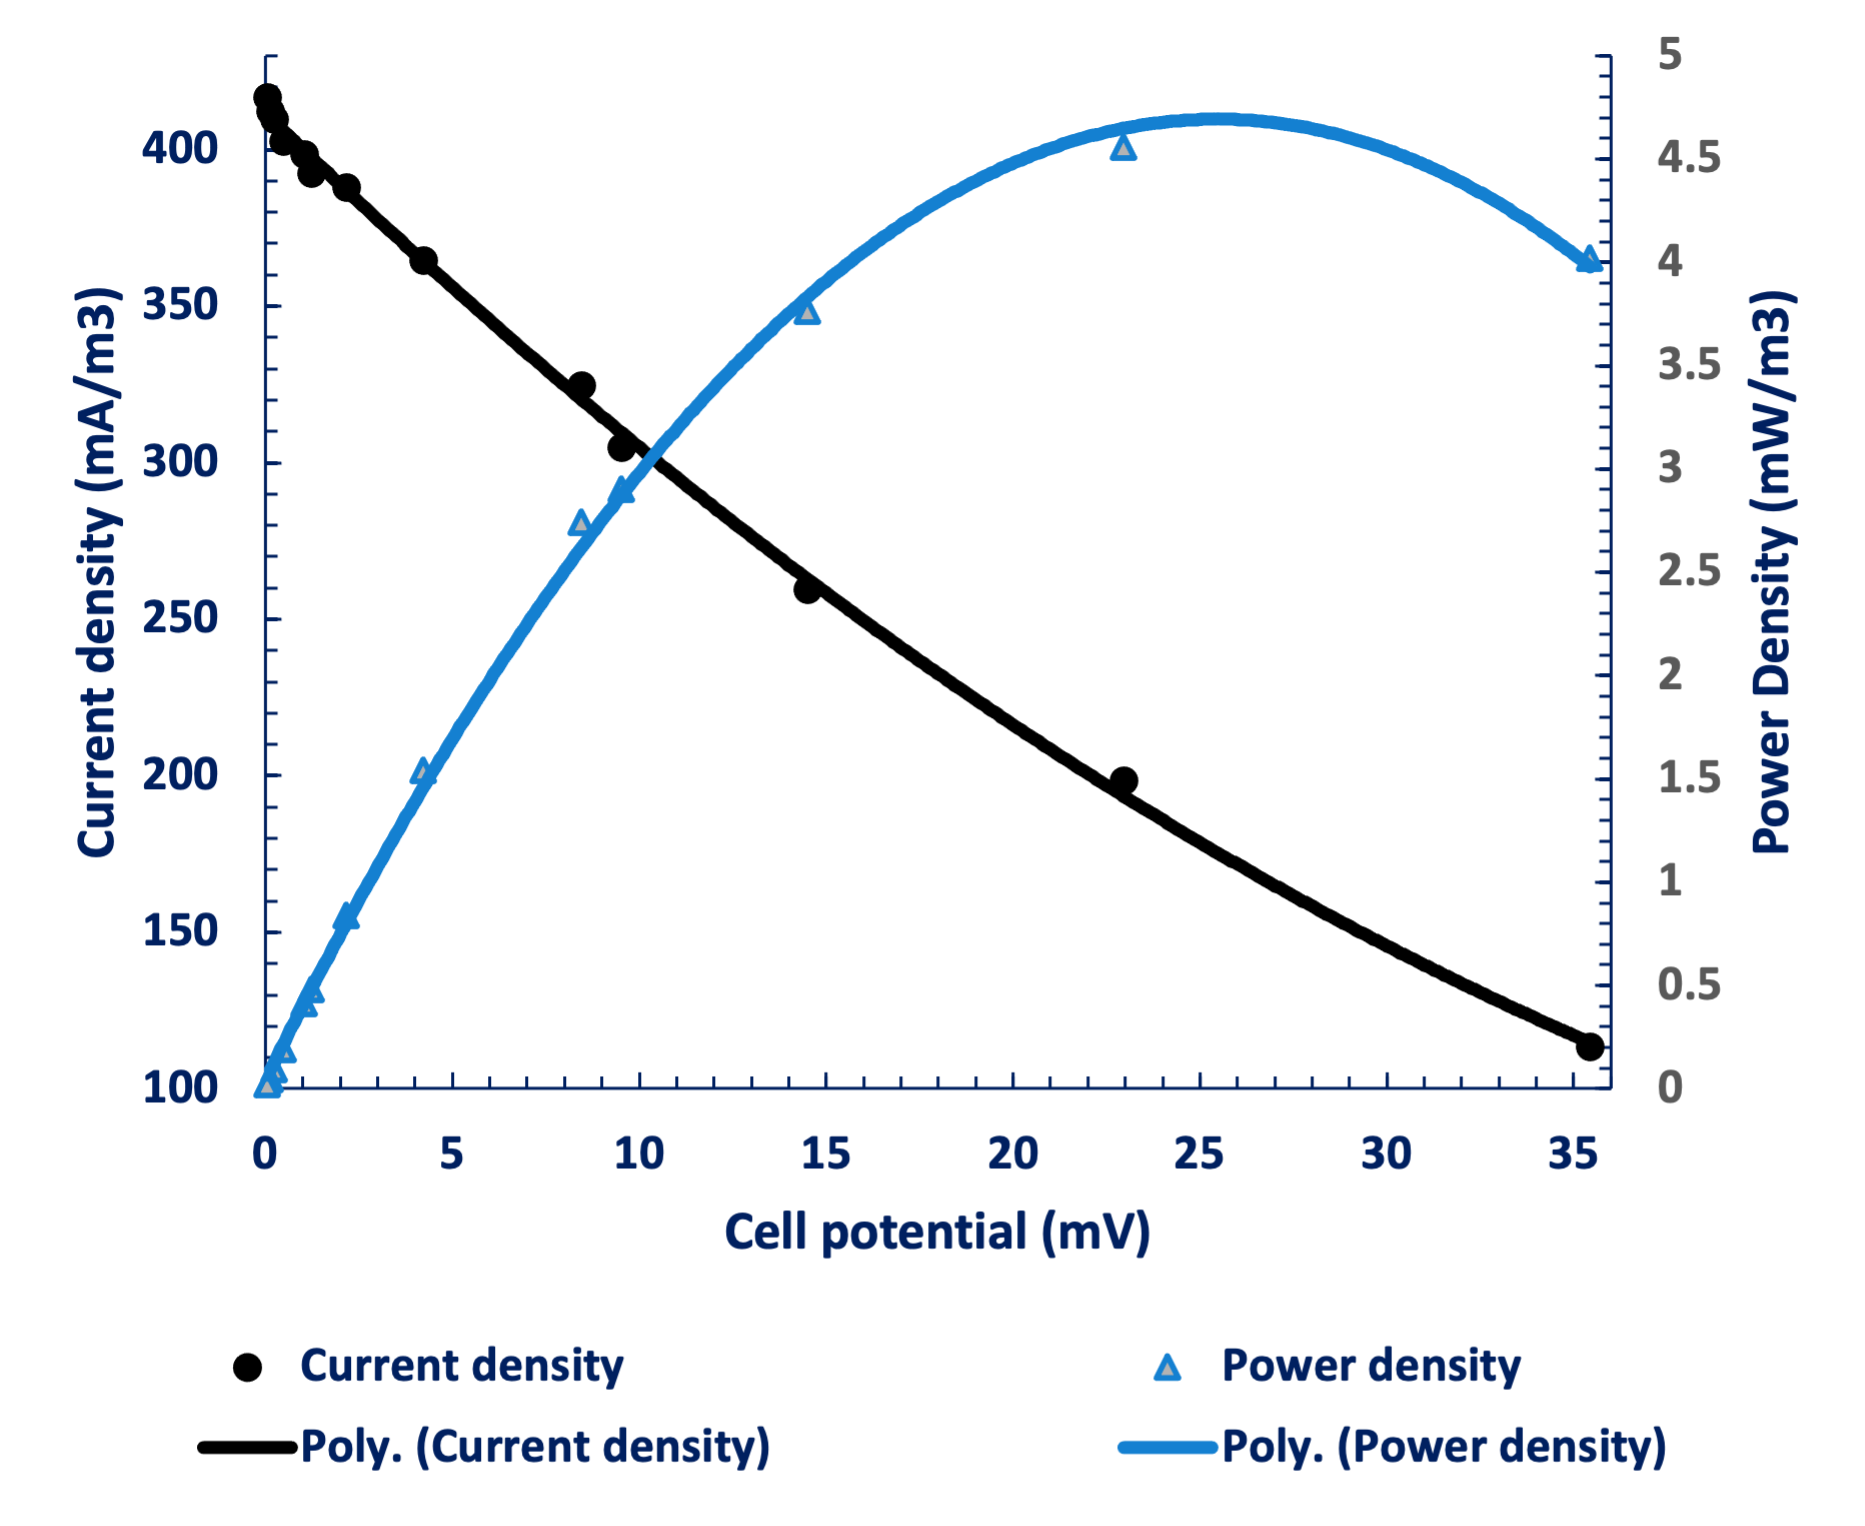 400
350
300
250
200
150
100
Current density (mA/m3)
5
4.5
4
3.5
3
2.5
2
1.5
1
0.5
0
Power Density (mW/m3)
0 5 10 15 20 25 30 35
Cell potential (mV)
Current density
Power density
Poly. (Current density)
Poly. (Power density)